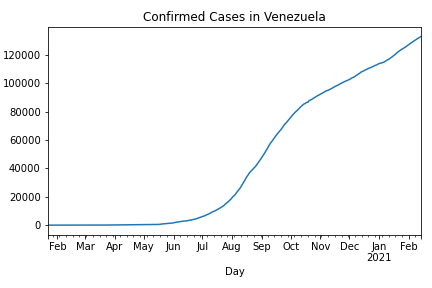 Confirmed Cases in Venezuela
120000
100000
80000
60000
40000
20000
0
Feb Mar Apr May Jun Jul Aug Sep Oct Nov Dec Jan Feb
2021
Day